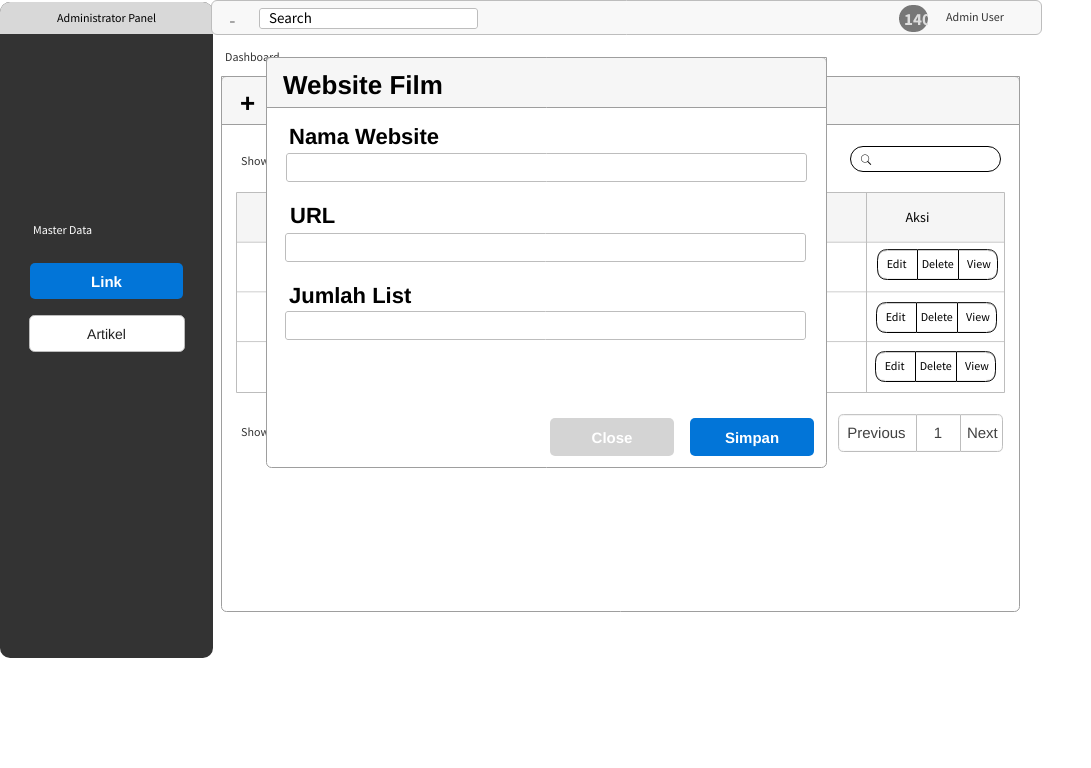 Administrator Panel
-
Search
140
Admin User
Dashboard
Website Film
+
Nama Website
Show
URL
Aksi
Master Data
Edit Delete View
Link
Jumlah List
Edit Delete View
Artikel
Edit Delete View
Show
Close
Simpan
Previous 1 Next